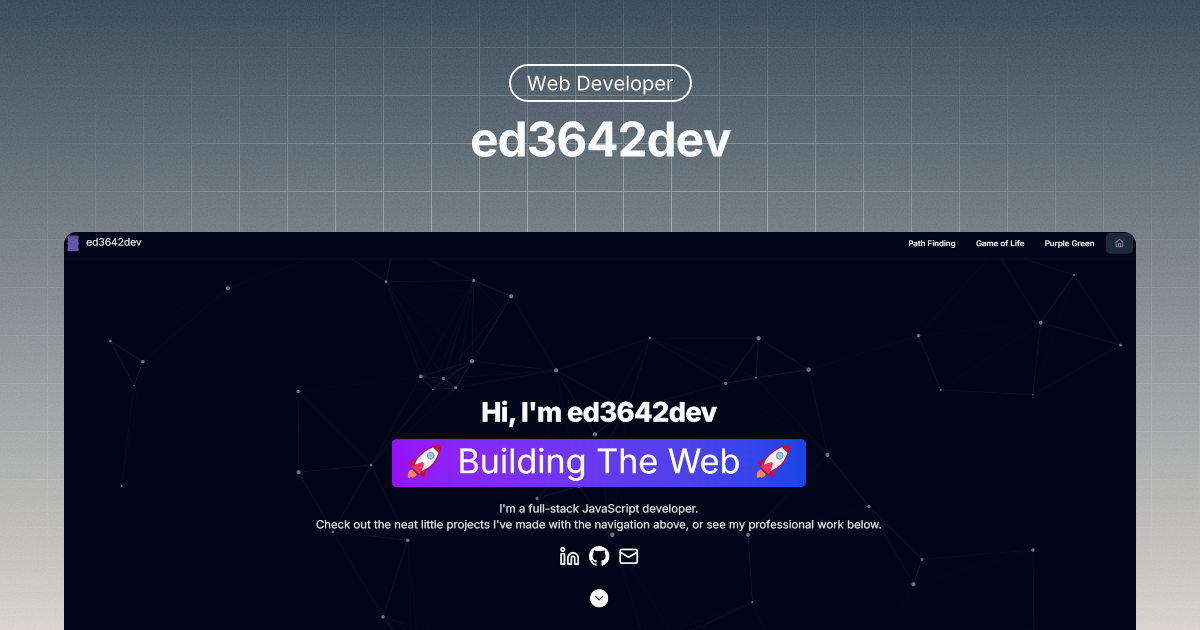 Web Developer
ed3642dev
ed3642dev
Path Finding
Game of Life
Purple Green
Hi, I'm ed3642dev
🚀 Building The Web 🚀
I'm a full-stack JavaScript developer.
Check out the neat little projects I've made with the navigation above, or see my professional work below.